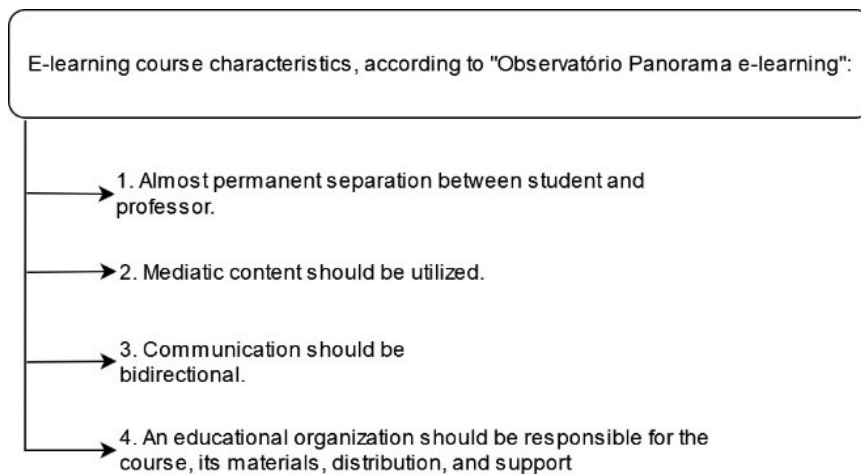 E-learning course characteristics, according to "Observatório Panorama e-learning":
1. Almost permanent separation between student and
professor.
2. Mediatic content should be utilized.
3. Communication should be
bidirectional.
4. An educational organization should be responsible for the
course, its materials, distribution, and support